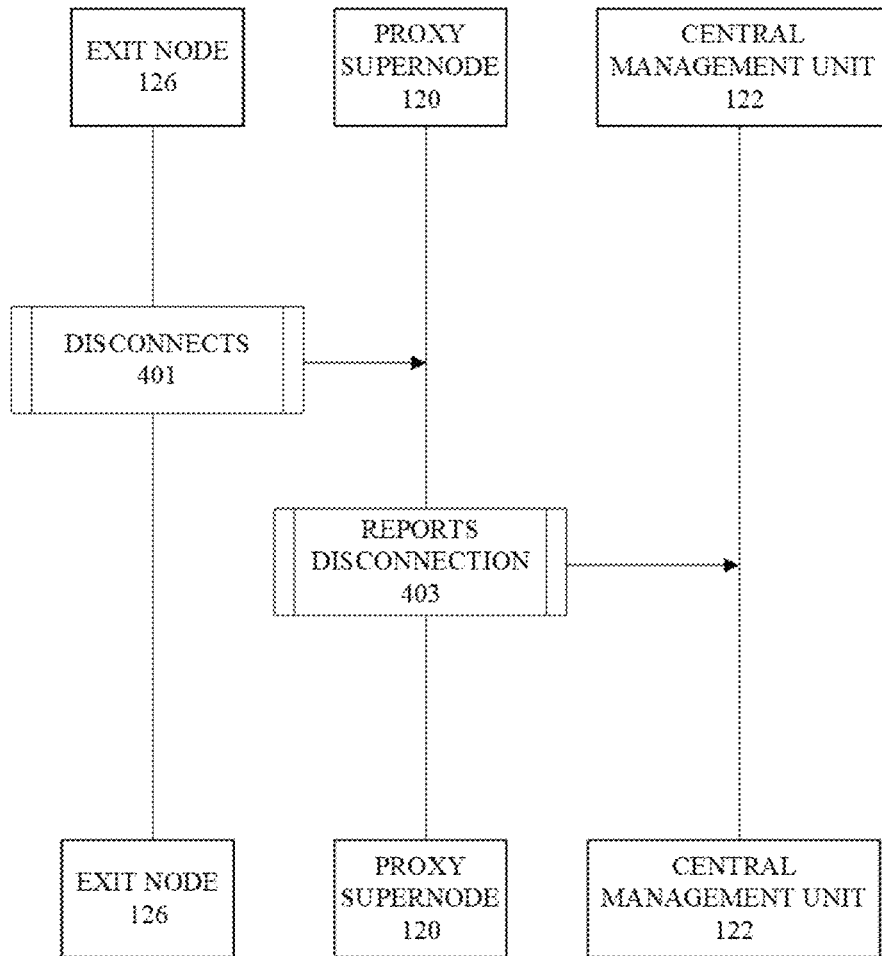 EXIT NODE
126
PROXY
SUPERNODE
120
CENTRAL
MANAGEMENT UNIT
122
DISCONNECTS
401
REPORTS
DISCONNECTION
403
EXIT NODE
126
PROXY
SUPERNODE
120
CENTRAL
MANAGEMENT UNIT
122